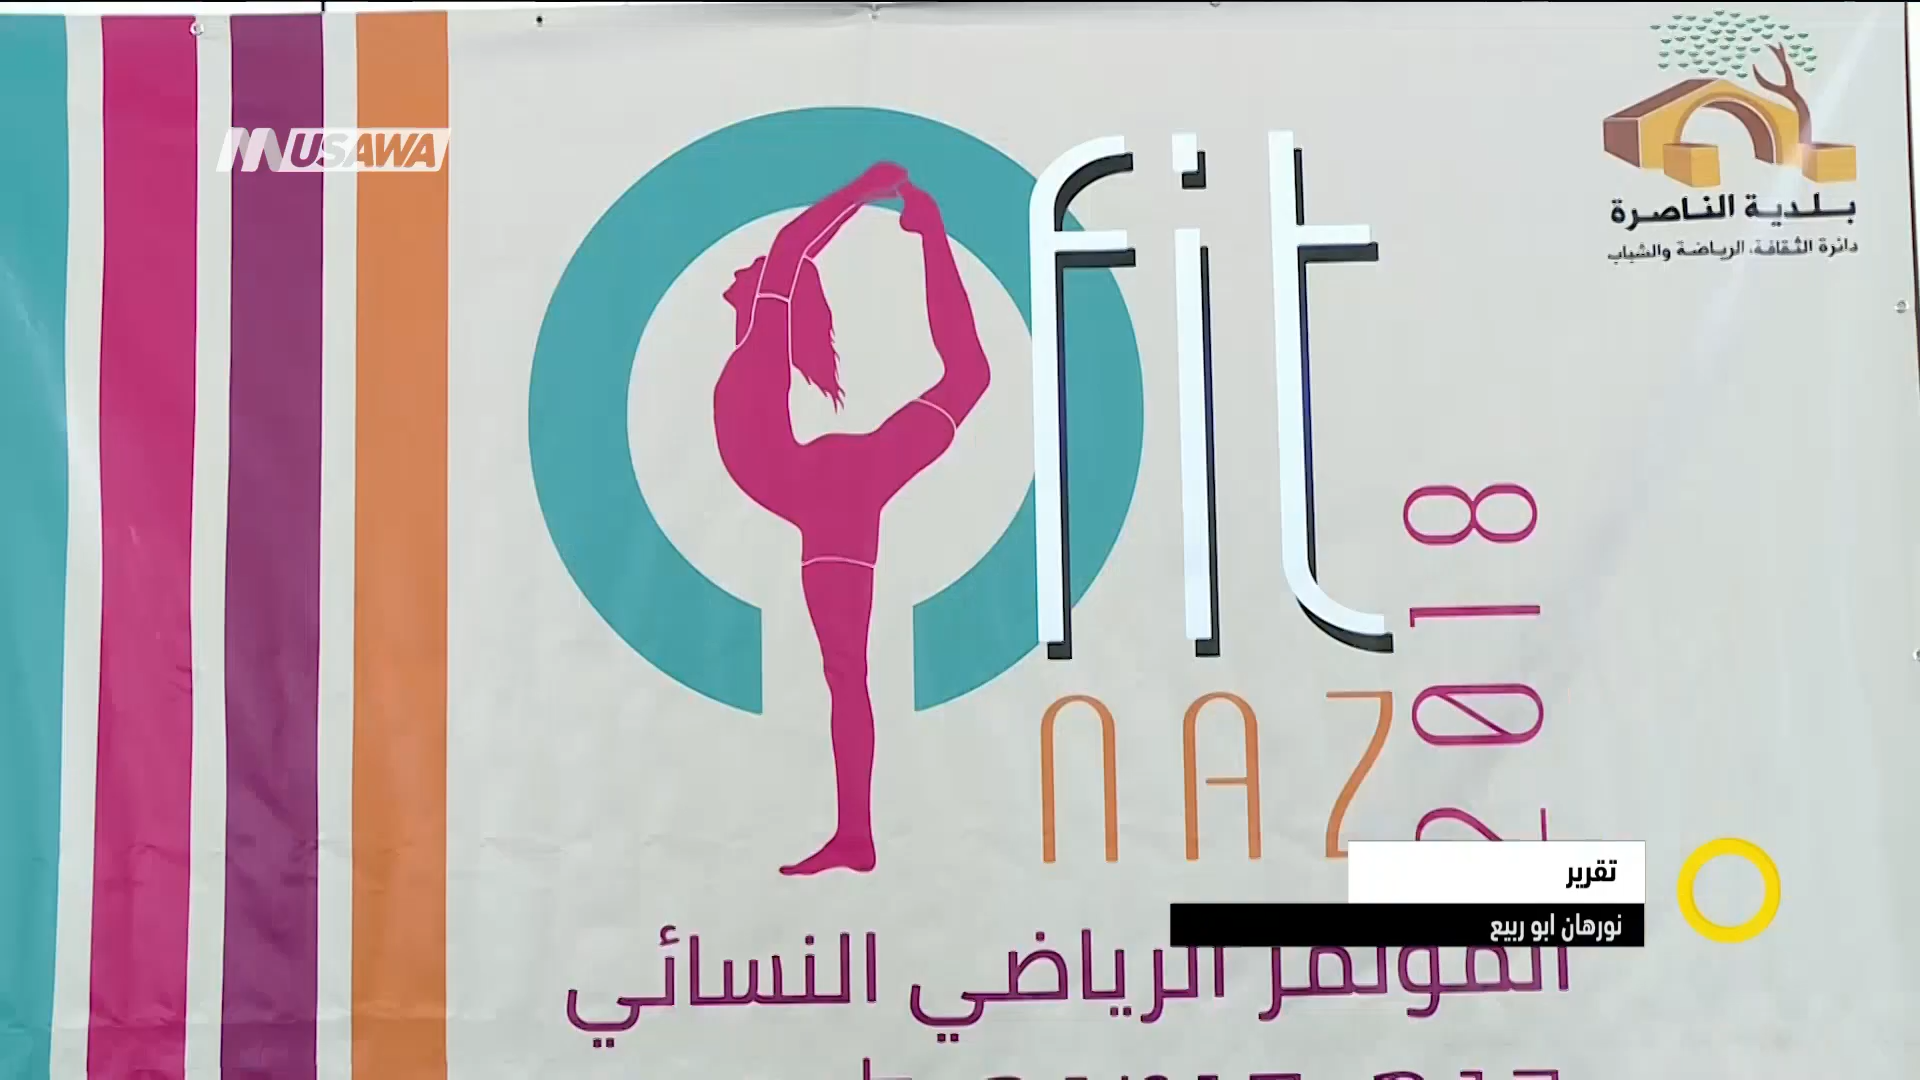 MUSAWA
fit
NAZ
2018
بلدية الناصرة
دائرة الثقافة، الرياضة والشباب
تقرير
نورهان ابو ربيع
المؤتمر الرياضي النسائي